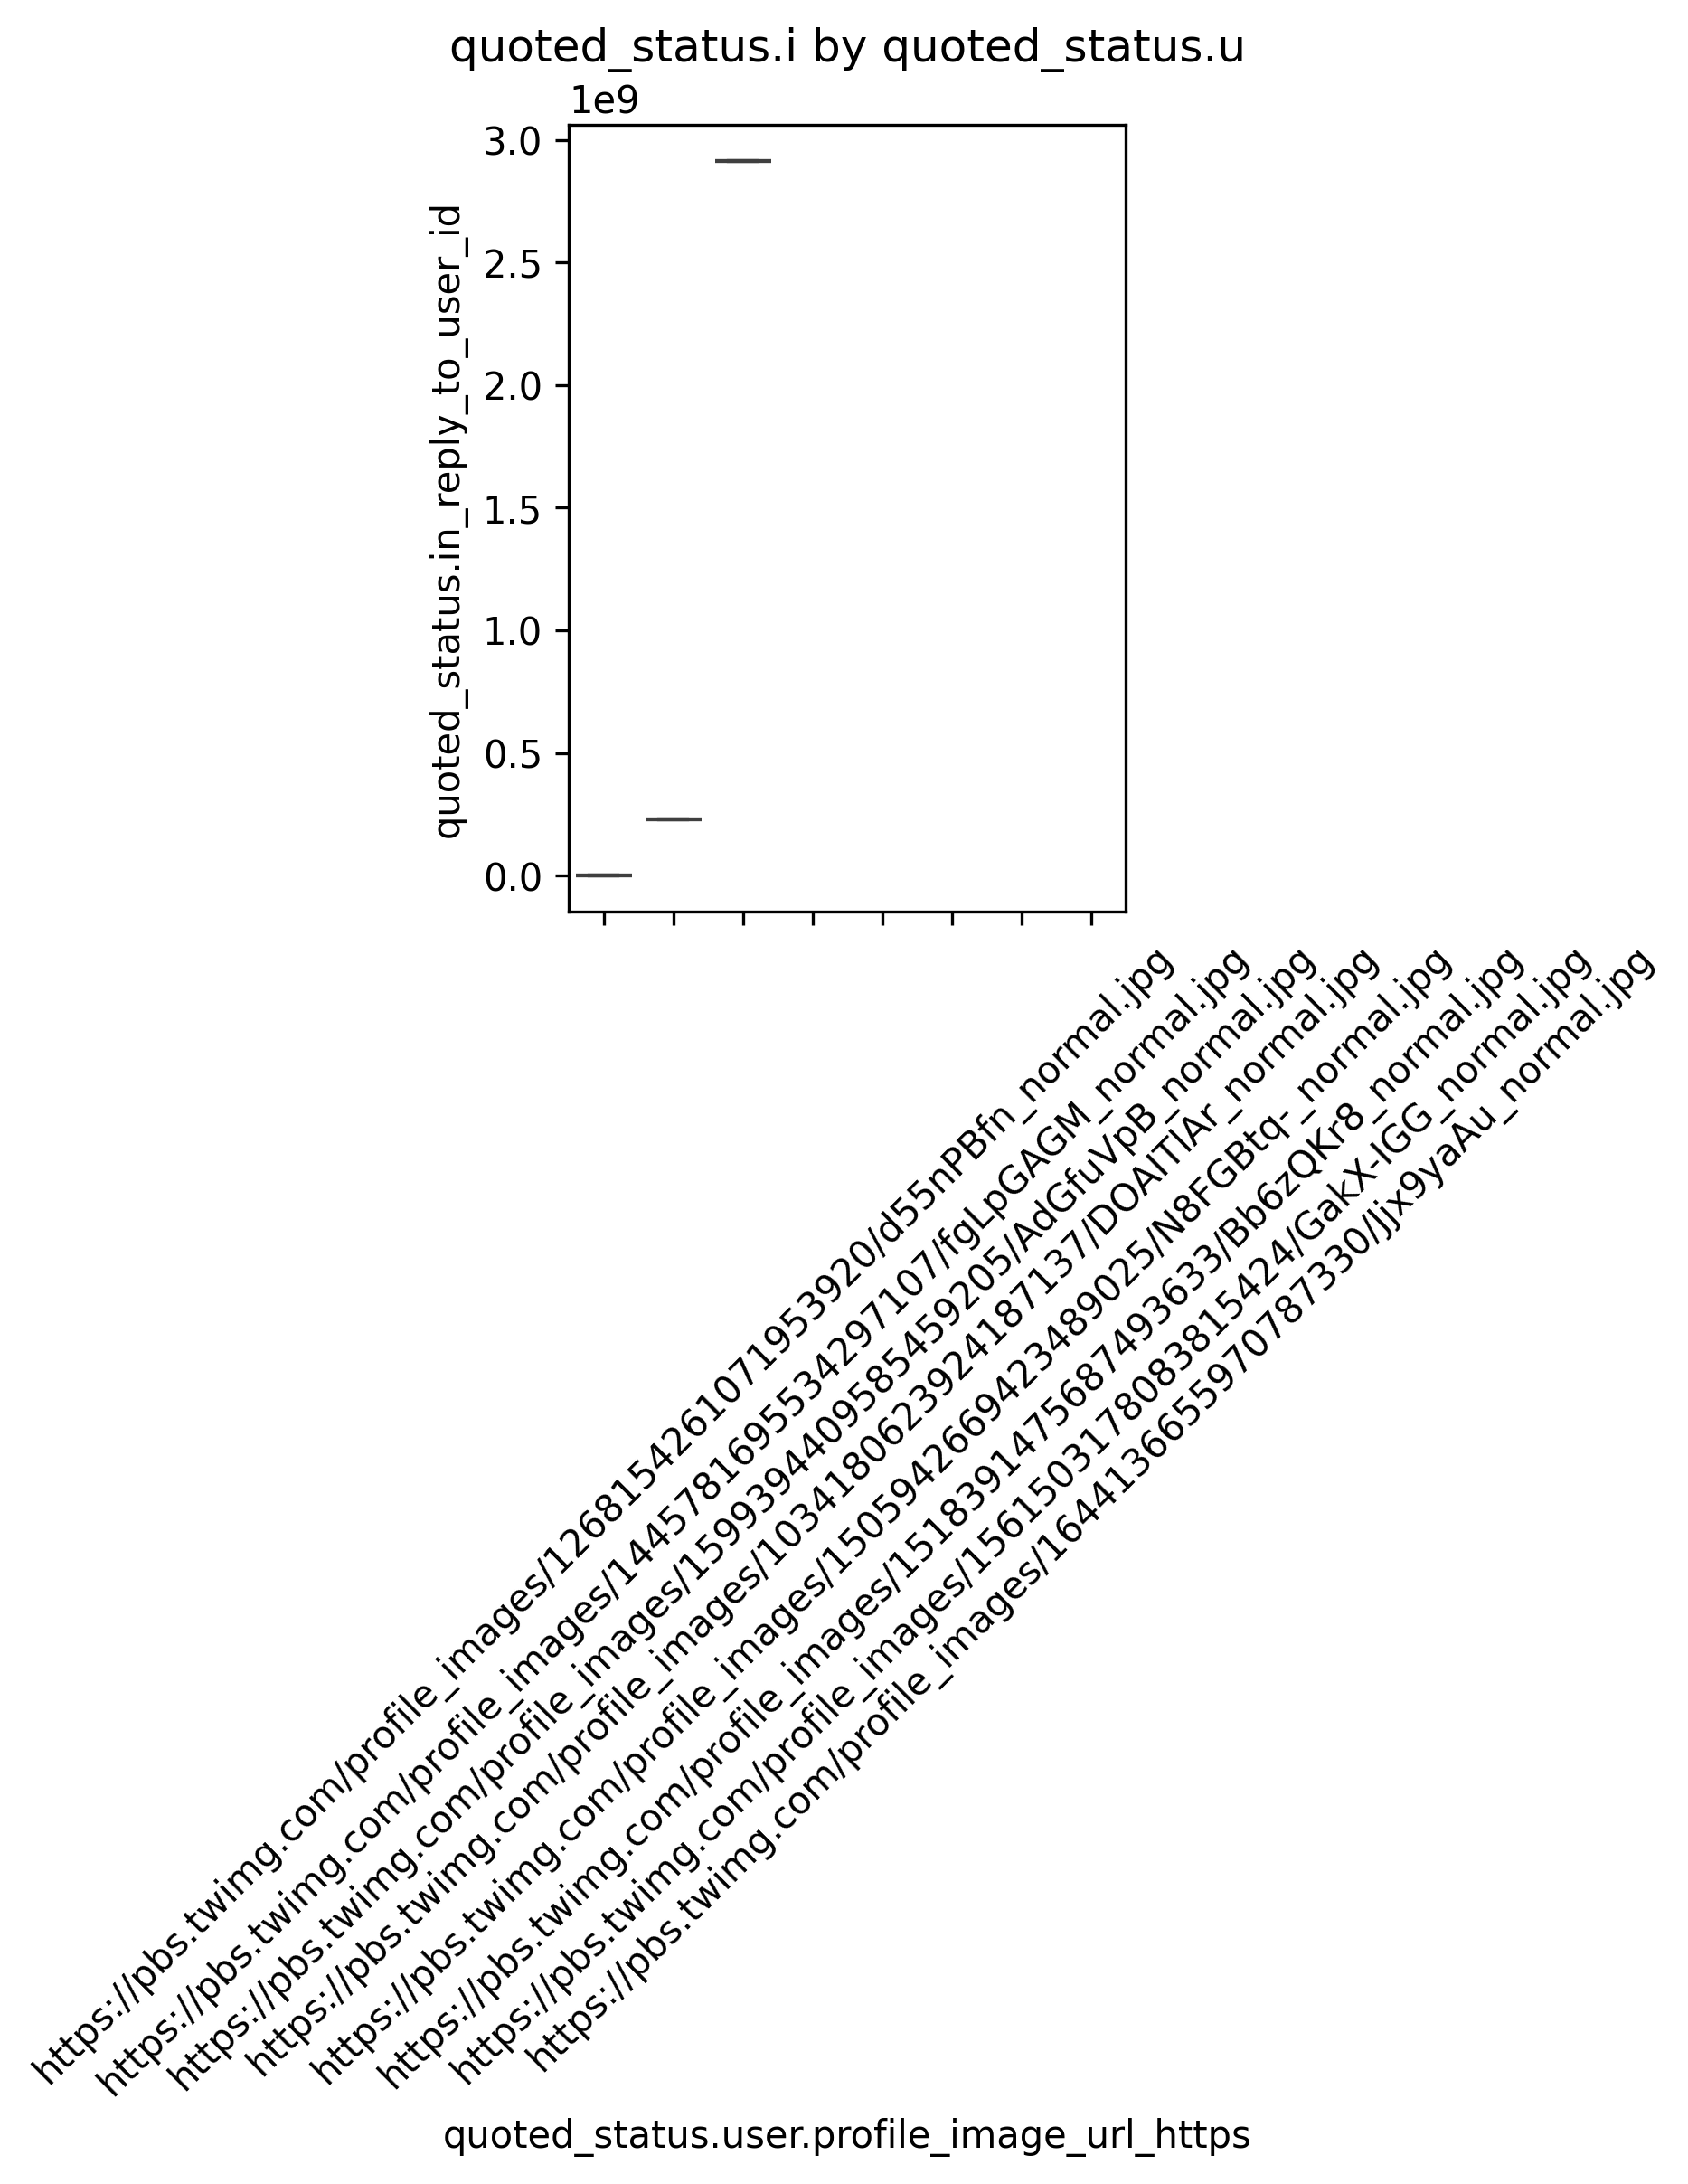 quoted_status.i by quoted_status.u
1e9
3.0
2.5
2.0
1.5
1.0
0.5
0.0
quoted_status.in_reply_to_user_id
https://pbs.twimg.com/profile_images/1268154261071953920/d55nPBfn_normal.jpg
https://pbs.twimg.com/profile_images/1445781695534297107/fgLpGAGM_normal.jpg
https://pbs.twimg.com/profile_images/1599394409585459205/AdGfuVpB_normal.jpg
https://pbs.twimg.com/profile_images/1034180623924187137/DOAITlAr_normal.jpg
https://pbs.twimg.com/profile_images/1505942669423489025/N8FGBtq-_normal.jpg
https://pbs.twimg.com/profile_images/1518391475687493633/Bb6zQKr8_normal.jpg
https://pbs.twimg.com/profile_images/1561503178083815424/GakX-IGG_normal.jpg
https://pbs.twimg.com/profile_images/1644136655970787330/Jjx9yaAu_normal.jpg
quoted_status.user.profile_image_url_https